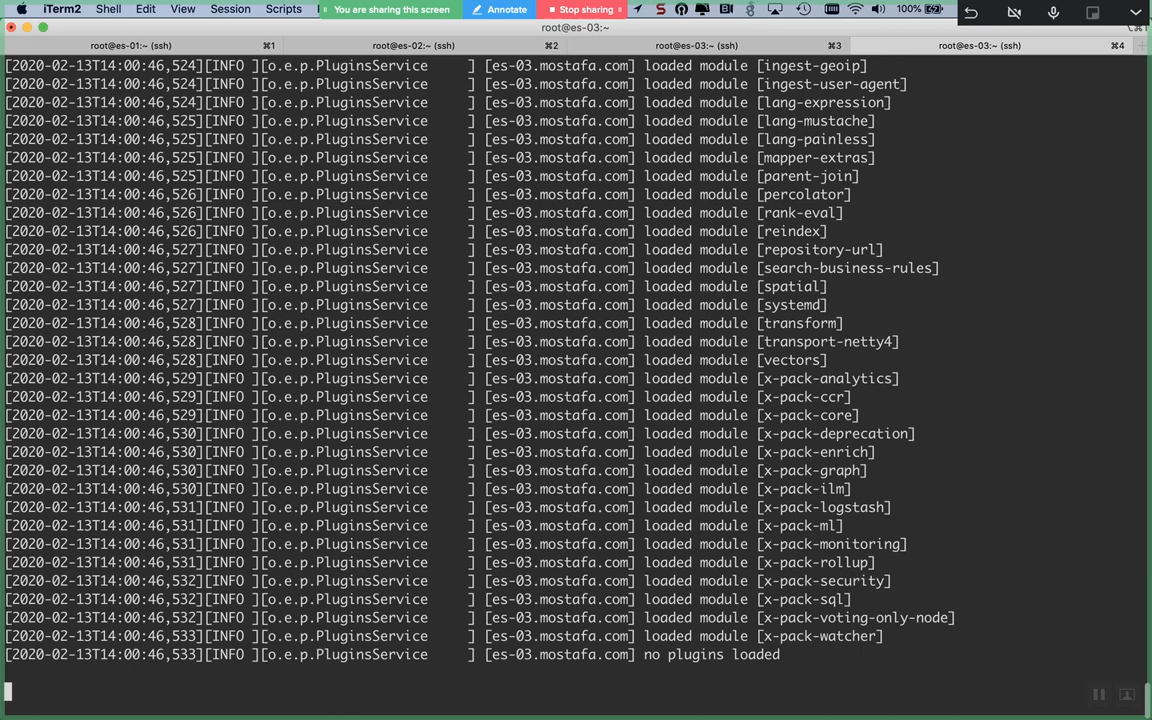 iTerm2 Shell Edit View Session Scripts You are sharing this screen Annotate Stop sharing 100%
root@es-03:~
root@es-01:~ (ssh) ⌘1 root@es-02:~ (ssh) ⌘2 root@es-03:~ (ssh) ⌘3 root@es-03:~ (ssh) ⌘4
[2020-02-13T14:00:46,524][INFO ][o.e.p.PluginsService     ] [es-03.mostafa.com] loaded module [ingest-geoip]
[2020-02-13T14:00:46,524][INFO ][o.e.p.PluginsService     ] [es-03.mostafa.com] loaded module [ingest-user-agent]
[2020-02-13T14:00:46,524][INFO ][o.e.p.PluginsService     ] [es-03.mostafa.com] loaded module [lang-expression]
[2020-02-13T14:00:46,525][INFO ][o.e.p.PluginsService     ] [es-03.mostafa.com] loaded module [lang-mustache]
[2020-02-13T14:00:46,525][INFO ][o.e.p.PluginsService     ] [es-03.mostafa.com] loaded module [lang-painless]
[2020-02-13T14:00:46,525][INFO ][o.e.p.PluginsService     ] [es-03.mostafa.com] loaded module [mapper-extras]
[2020-02-13T14:00:46,525][INFO ][o.e.p.PluginsService     ] [es-03.mostafa.com] loaded module [parent-join]
[2020-02-13T14:00:46,526][INFO ][o.e.p.PluginsService     ] [es-03.mostafa.com] loaded module [percolator]
[2020-02-13T14:00:46,526][INFO ][o.e.p.PluginsService     ] [es-03.mostafa.com] loaded module [rank-eval]
[2020-02-13T14:00:46,526][INFO ][o.e.p.PluginsService     ] [es-03.mostafa.com] loaded module [reindex]
[2020-02-13T14:00:46,527][INFO ][o.e.p.PluginsService     ] [es-03.mostafa.com] loaded module [repository-url]
[2020-02-13T14:00:46,527][INFO ][o.e.p.PluginsService     ] [es-03.mostafa.com] loaded module [search-business-rules]
[2020-02-13T14:00:46,527][INFO ][o.e.p.PluginsService     ] [es-03.mostafa.com] loaded module [spatial]
[2020-02-13T14:00:46,527][INFO ][o.e.p.PluginsService     ] [es-03.mostafa.com] loaded module [systemd]
[2020-02-13T14:00:46,528][INFO ][o.e.p.PluginsService     ] [es-03.mostafa.com] loaded module [transform]
[2020-02-13T14:00:46,528][INFO ][o.e.p.PluginsService     ] [es-03.mostafa.com] loaded module [transport-netty4]
[2020-02-13T14:00:46,528][INFO ][o.e.p.PluginsService     ] [es-03.mostafa.com] loaded module [vectors]
[2020-02-13T14:00:46,529][INFO ][o.e.p.PluginsService     ] [es-03.mostafa.com] loaded module [x-pack-analytics]
[2020-02-13T14:00:46,529][INFO ][o.e.p.PluginsService     ] [es-03.mostafa.com] loaded module [x-pack-ccr]
[2020-02-13T14:00:46,529][INFO ][o.e.p.PluginsService     ] [es-03.mostafa.com] loaded module [x-pack-core]
[2020-02-13T14:00:46,530][INFO ][o.e.p.PluginsService     ] [es-03.mostafa.com] loaded module [x-pack-deprecation]
[2020-02-13T14:00:46,530][INFO ][o.e.p.PluginsService     ] [es-03.mostafa.com] loaded module [x-pack-enrich]
[2020-02-13T14:00:46,530][INFO ][o.e.p.PluginsService     ] [es-03.mostafa.com] loaded module [x-pack-graph]
[2020-02-13T14:00:46,530][INFO ][o.e.p.PluginsService     ] [es-03.mostafa.com] loaded module [x-pack-ilm]
[2020-02-13T14:00:46,531][INFO ][o.e.p.PluginsService     ] [es-03.mostafa.com] loaded module [x-pack-logstash]
[2020-02-13T14:00:46,531][INFO ][o.e.p.PluginsService     ] [es-03.mostafa.com] loaded module [x-pack-ml]
[2020-02-13T14:00:46,531][INFO ][o.e.p.PluginsService     ] [es-03.mostafa.com] loaded module [x-pack-monitoring]
[2020-02-13T14:00:46,531][INFO ][o.e.p.PluginsService     ] [es-03.mostafa.com] loaded module [x-pack-rollup]
[2020-02-13T14:00:46,532][INFO ][o.e.p.PluginsService     ] [es-03.mostafa.com] loaded module [x-pack-security]
[2020-02-13T14:00:46,532][INFO ][o.e.p.PluginsService     ] [es-03.mostafa.com] loaded module [x-pack-sql]
[2020-02-13T14:00:46,532][INFO ][o.e.p.PluginsService     ] [es-03.mostafa.com] loaded module [x-pack-voting-only-node]
[2020-02-13T14:00:46,533][INFO ][o.e.p.PluginsService     ] [es-03.mostafa.com] loaded module [x-pack-watcher]
[2020-02-13T14:00:46,533][INFO ][o.e.p.PluginsService     ] [es-03.mostafa.com] no plugins loaded